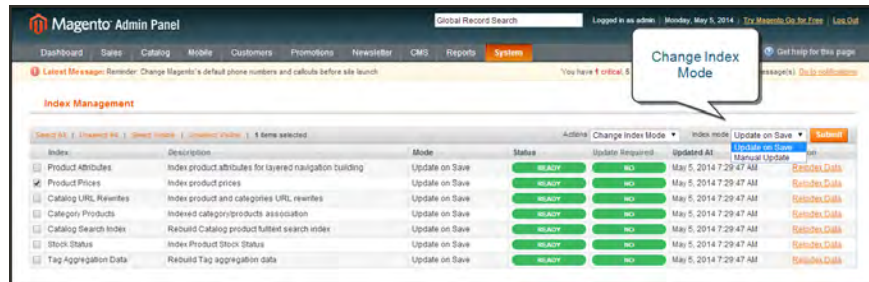 Magento Admin Panel
Global Record Search
Logged in as admin | Monday, May 5, 2014 | Try Magento Go for Free | Log Out
Dashboard Sales Catalog Mobile Customers Promotions Newsletter CMS Reports System
Get help for this page
Change Index
Mode
Latest Message: Reminder: Change Magento's default phone numbers and callouts before site launch
You have 1 critical, 5
message(s). Go to notifications
Index Management
Select All | Unselect All | Select Visible | Unselect Visible | 1 items selected
Actions Change Index Mode Index mode Update on Save Submit
Update on Save
Manual Update
Index Description Mode Status Update Required Updated At
Product Attributes Index product attributes for layered navigation building Update on Save READY NO May 5, 2014 7:29:47 AM Reindex Data
Product Prices Index product prices Update on Save READY NO May 5, 2014 7:29:47 AM Reindex Data
Catalog URL Rewrites Index product and categories URL rewrites Update on Save READY NO May 5, 2014 7:29:47 AM Reindex Data
Category Products Indexed category/products association Update on Save READY NO May 5, 2014 7:29:47 AM Reindex Data
Catalog Search Index Rebuild Catalog product fulltext search index Update on Save READY NO May 5, 2014 7:29:47 AM Reindex Data
Stock Status Index Product Stock Status Update on Save READY NO May 5, 2014 7:29:47 AM Reindex Data
Tag Aggregation Data Rebuild Tag aggregation data Update on Save READY NO May 5, 2014 7:29:47 AM Reindex Data